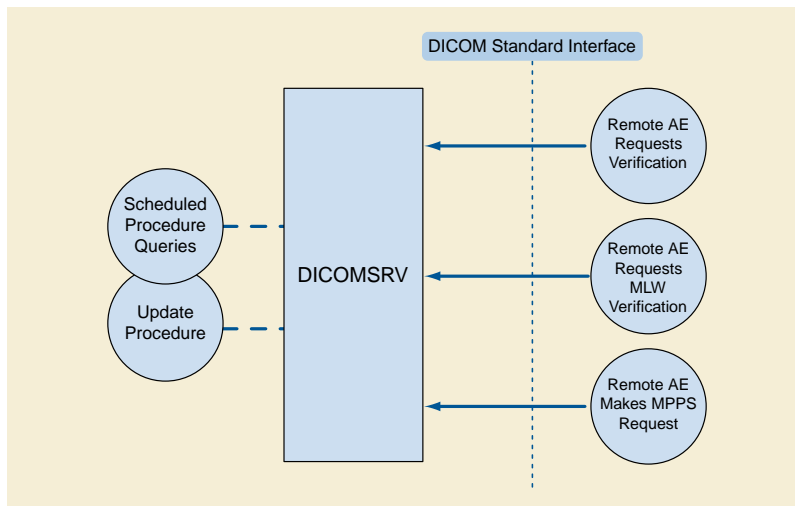 DICOM Standard Interface
Remote AE
Requests
Verification
Scheduled
Procedure
Queries
DICOMSRV
Remote AE
Requests
MLW
Verification
Update
Procedure
Remote AE
Makes MPPS
Request